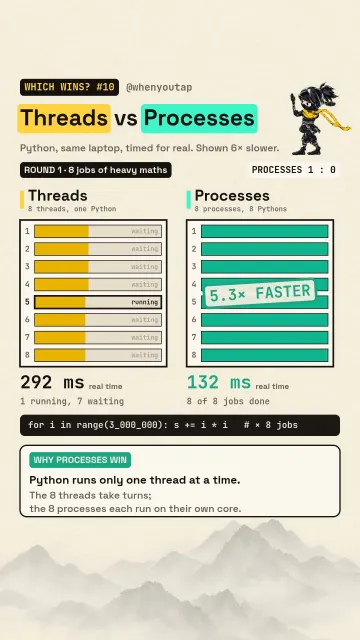 WHICH WINS? #10 @whenyoutap
Threads vs Processes
Python, same laptop, timed for real. Shown 6× slower.
ROUND 1 · 8 jobs of heavy maths PROCESSES 1 : 0
Threads
8 threads, one Python
1 waiting
2 waiting
3 waiting
4 waiting
5 running
6 waiting
7 waiting
8 waiting
292 ms real time
1 running, 7 waiting
Processes
8 processes, 8 Pythons
1
2
3
4
5
6
7
8
5.3× FASTER
132 ms real time
8 of 8 jobs done
for i in range(3_000_000): s += i * i # × 8 jobs
WHY PROCESSES WIN
Python runs only one thread at a time.
The 8 threads take turns;
the 8 processes each run on their own core.